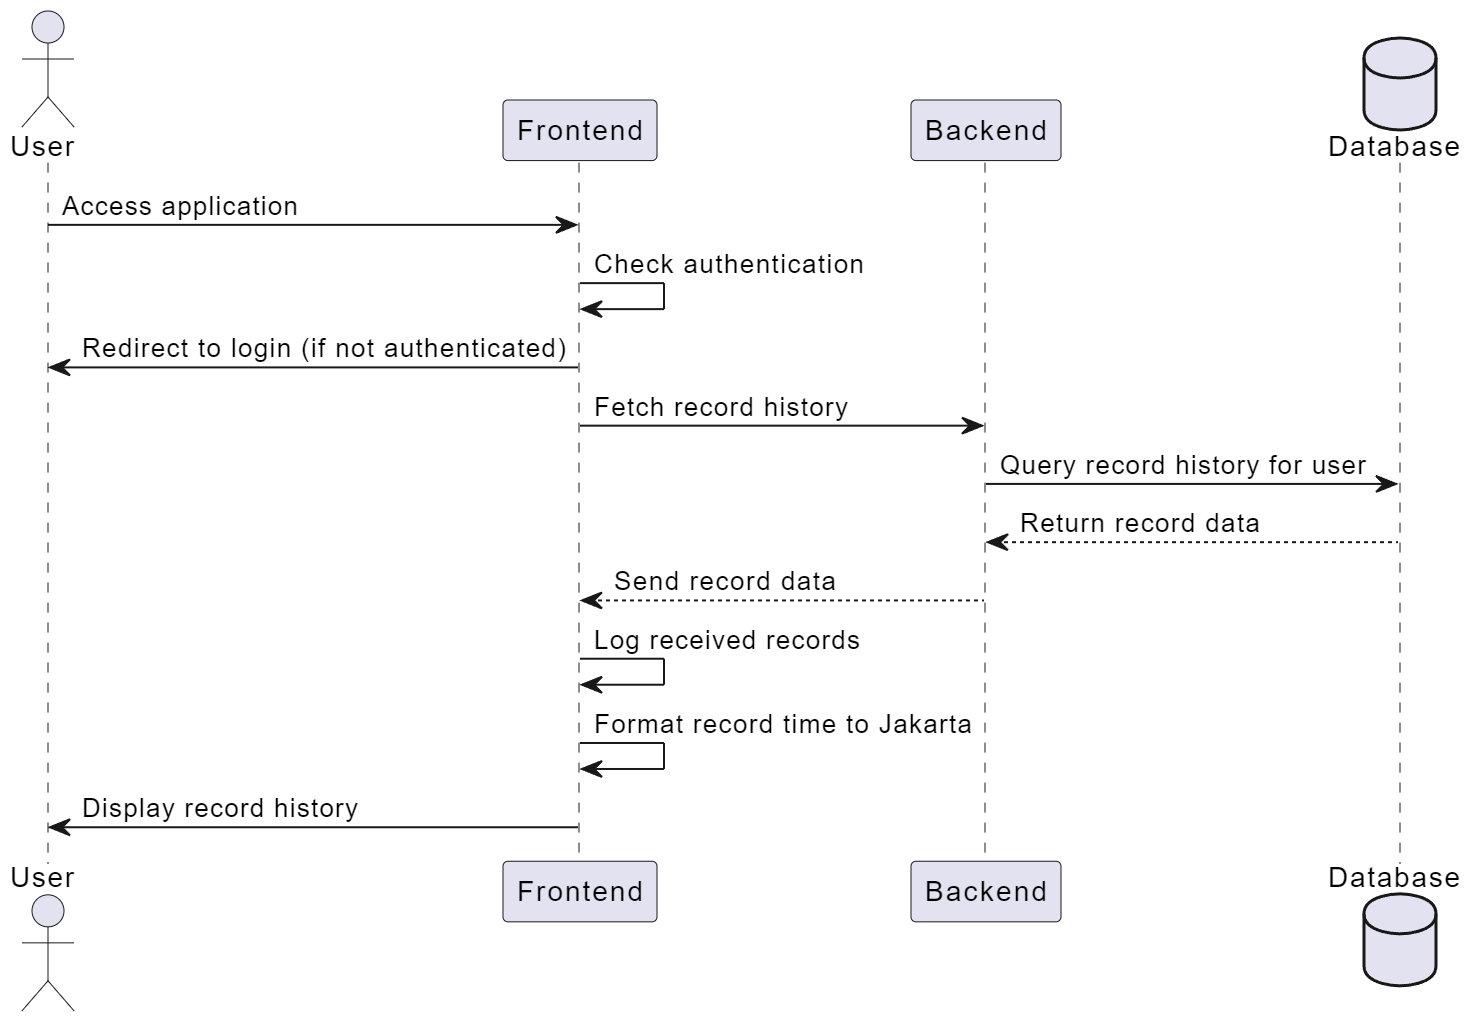 User
Frontend
Backend
Database
Access application
Check authentication
Redirect to login (if not authenticated)
Fetch record history
Query record history for user
Return record data
Send record data
Log received records
Format record time to Jakarta
Display record history
User
Frontend
Backend
Database